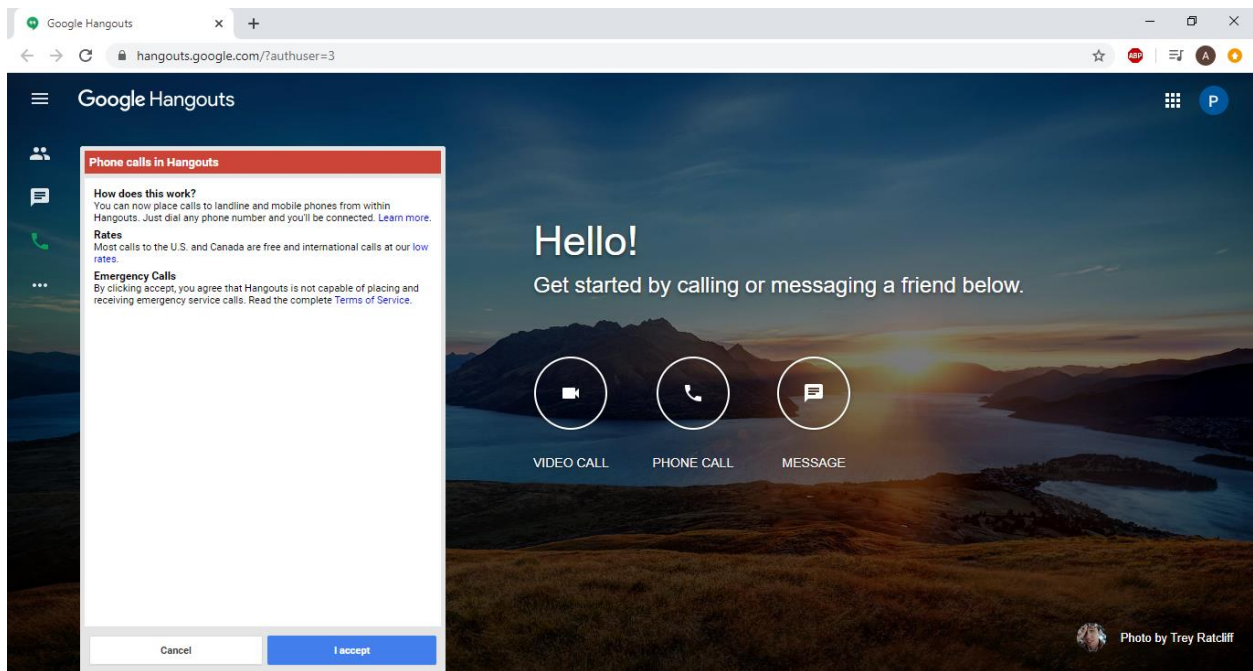 Google Hangouts
hangouts.google.com/?authuser=3
ABP
A
Google Hangouts
P
Phone calls in Hangouts
How does this work?
You can now place calls to landline and mobile phones from within
Hangouts. Just dial any phone number and you'll be connected. Learn more.
Rates
Most calls to the U.S. and Canada are free and international calls at our low
rates.
Emergency Calls
By clicking accept, you agree that Hangouts is not capable of placing and
receiving emergency service calls. Read the complete Terms of Service.
Cancel
I accept
Hello!
Get started by calling or messaging a friend below.
VIDEO CALL
PHONE CALL
MESSAGE
Photo by Trey Ratcliff